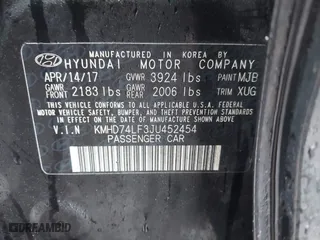 MANUFACTURED IN KOREA BY
HYUNDAI MOTOR COMPANY
APR/14/17 GVWR 3924 lbs PAINT MJB
GAWR FRONT 2183 lbs GAWR REAR 2006 lbs TRIM XUG
THIS VEHICLE CONFORMS TO ALL APPLICABLE
U.S. FEDERAL MOTOR VEHICLE SAFETY, BUMPER,
AND THEFT PREVENTION STANDARDS IN EFFECT ON
THE DATE OF MANUFACTURE SHOWN ABOVE.
V.I.N KMHD74LF3JU452454
PASSENGER CAR